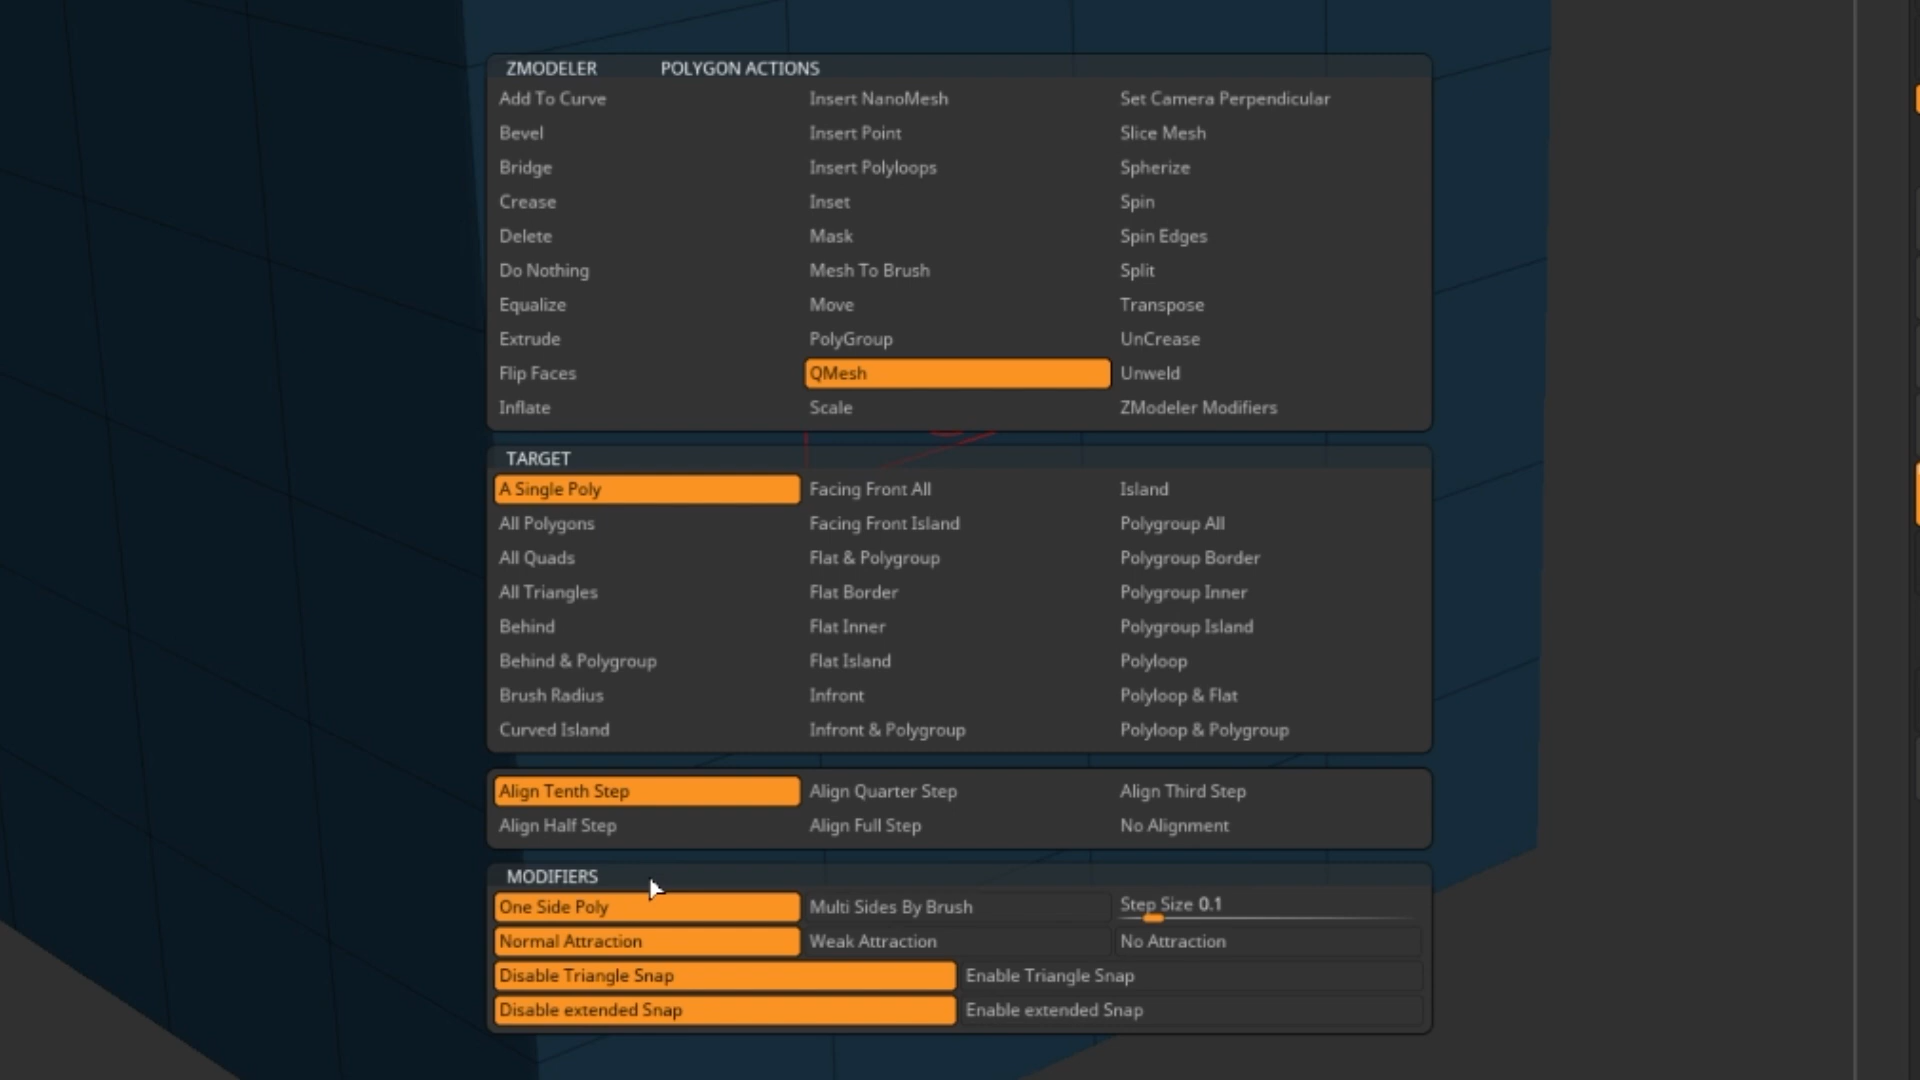 ZMODELER POLYGON ACTIONS
Add To Curve Insert NanoMesh Set Camera Perpendicular
Bevel Insert Point Slice Mesh
Bridge Insert Polyloops Spherize
Crease Inset Spin
Delete Mask Spin Edges
Do Nothing Mesh To Brush Split
Equalize Move Transpose
Extrude PolyGroup UnCrease
Flip Faces QMesh Unweld
Inflate Scale ZModeler Modifiers
TARGET
A Single Poly Facing Front All Island
All Polygons Facing Front Island Polygroup All
All Quads Flat & Polygroup Polygroup Border
All Triangles Flat Border Polygroup Inner
Behind Flat Inner Polygroup Island
Behind & Polygroup Flat Island Polyloop
Brush Radius Infront Polyloop & Flat
Curved Island Infront & Polygroup Polyloop & Polygroup
Align Tenth Step Align Quarter Step Align Third Step
Align Half Step Align Full Step No Alignment
MODIFIERS
One Side Poly Multi Sides By Brush Step Size 0.1
Normal Attraction Weak Attraction No Attraction
Disable Triangle Snap Enable Triangle Snap
Disable extended Snap Enable extended Snap